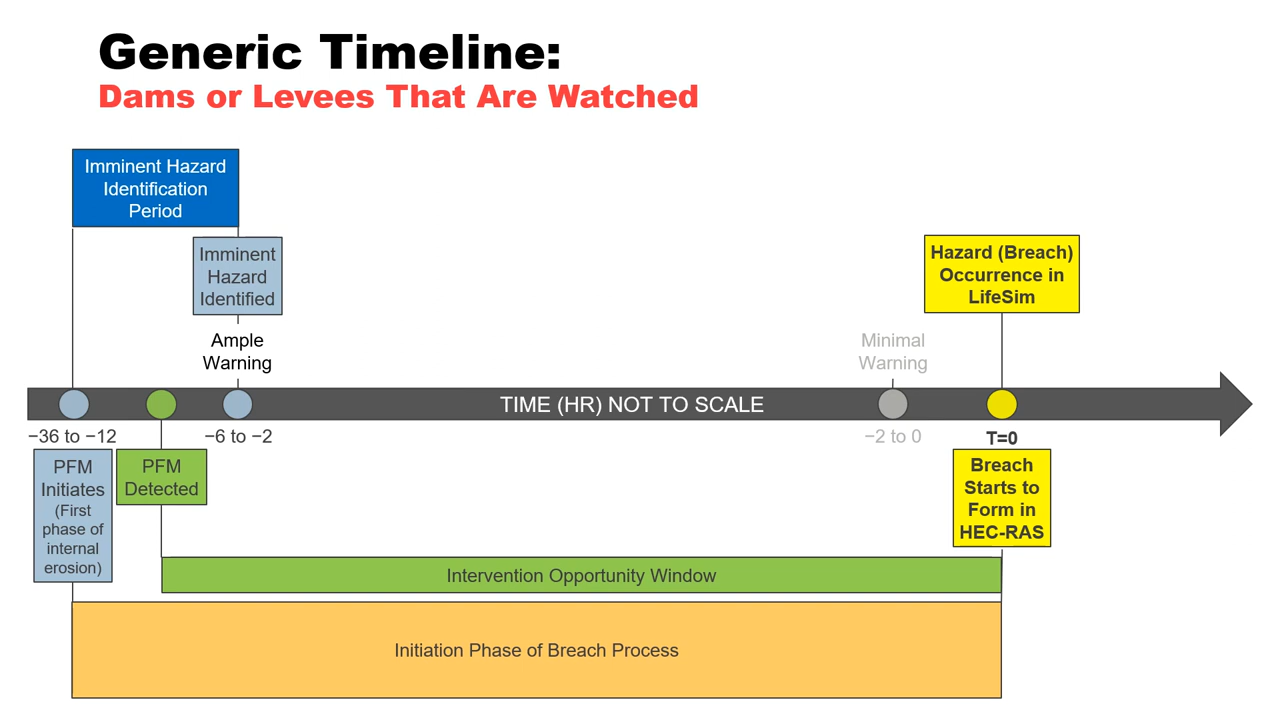 Generic Timeline:
Dams or Levees That Are Watched
Imminent Hazard
Identification
Period
Imminent
Hazard
Identified
Hazard (Breach)
Occurrence in
LifeSim
Ample
Warning
Minimal
Warning
TIME (HR) NOT TO SCALE
−36 to −12
−6 to −2
−2 to 0
T=0
PFM
Initiates
(First
phase of
internal
erosion)
PFM
Detected
Breach
Starts to
Form in
HEC-RAS
Intervention Opportunity Window
Initiation Phase of Breach Process